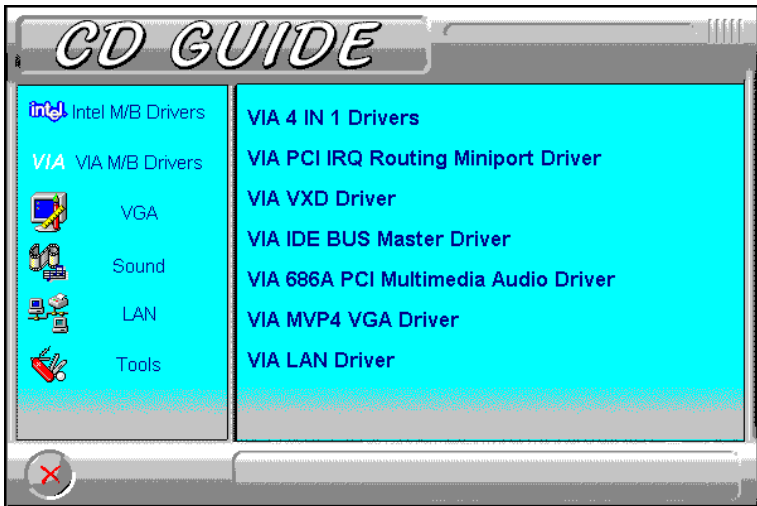 CD GUIDE
intel. Intel M/B Drivers
VIA VIA M/B Drivers
VGA
Sound
LAN
Tools
VIA 4 IN 1 Drivers
VIA PCI IRQ Routing Miniport Driver
VIA VXD Driver
VIA IDE BUS Master Driver
VIA 686A PCI Multimedia Audio Driver
VIA MVP4 VGA Driver
VIA LAN Driver